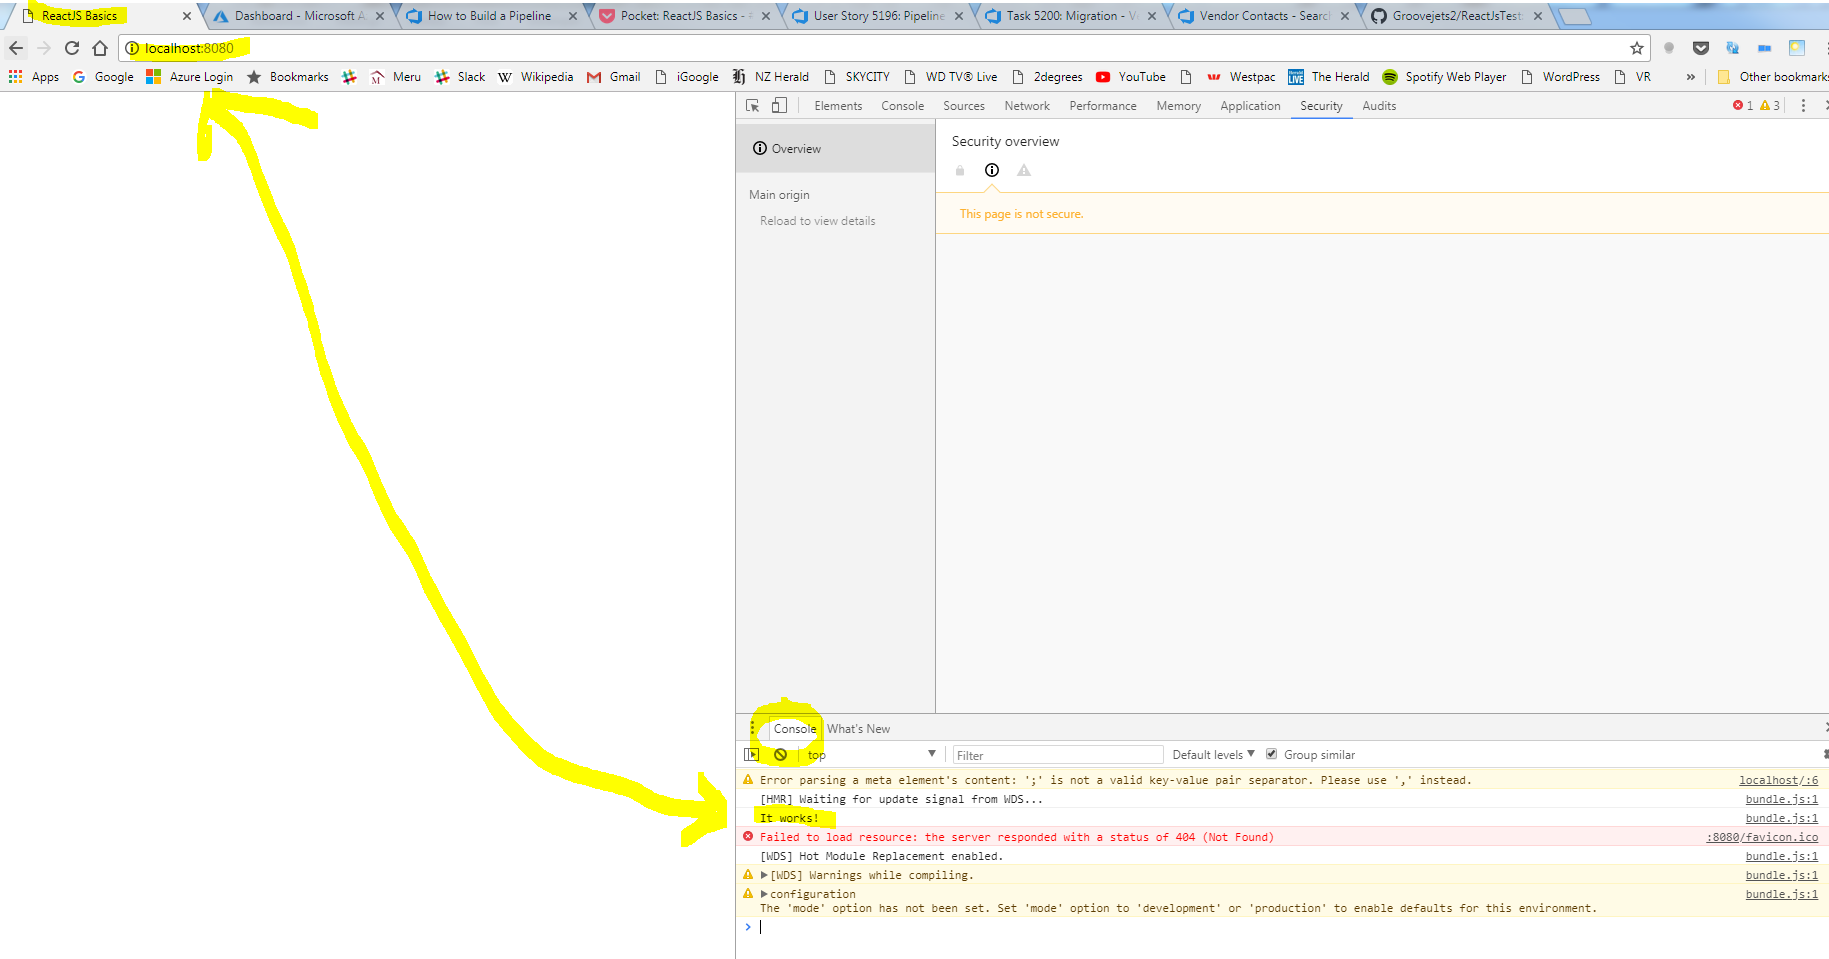 ReactJS Basics Dashboard - Microsoft A How to Build a Pipeline Pocket: ReactJS Basics - User Story 5196: Pipeline Task 5200: Migration - V Vendor Contacts - Search Groovejets2/ReactJsTest
localhost:8080
Apps Google Azure Login Bookmarks Meru Slack Wikipedia Gmail iGoogle NZ Herald SKYCITY WD TV® Live 2degrees YouTube Westpac The Herald Spotify Web Player WordPress VR » Other bookmarks
Elements Console Sources Network Performance Memory Application Security Audits 1 3
Overview
Security overview
Main origin
Reload to view details
This page is not secure.
Console What's New
top Filter Default levels Group similar
Error parsing a meta element's content: ';' is not a valid key-value pair separator. Please use ',' instead. localhost/:6
[HMR] Waiting for update signal from WDS... bundle.js:1
It works! bundle.js:1
Failed to load resource: the server responded with a status of 404 (Not Found) :8080/favicon.ico
[WDS] Hot Module Replacement enabled. bundle.js:1
[WDS] Warnings while compiling. bundle.js:1
configuration bundle.js:1
The 'mode' option has not been set. Set 'mode' option to 'development' or 'production' to enable defaults for this environment.